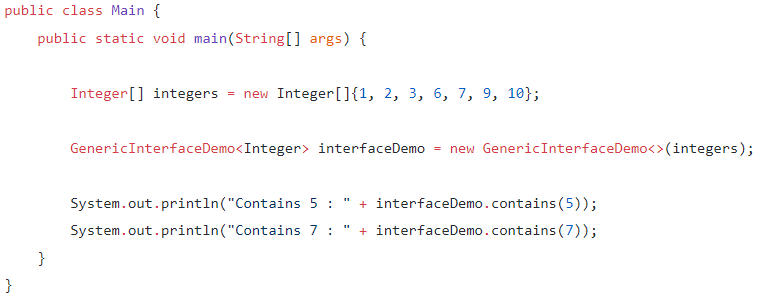 public class Main {
    public static void main(String[] args) {
        Integer[] integers = new Integer[]{1, 2, 3, 6, 7, 9, 10};
        GenericInterfaceDemo<Integer> interfaceDemo = new GenericInterfaceDemo<>(integers);
        System.out.println("Contains 5 : " + interfaceDemo.contains(5));
        System.out.println("Contains 7 : " + interfaceDemo.contains(7));
    }
}